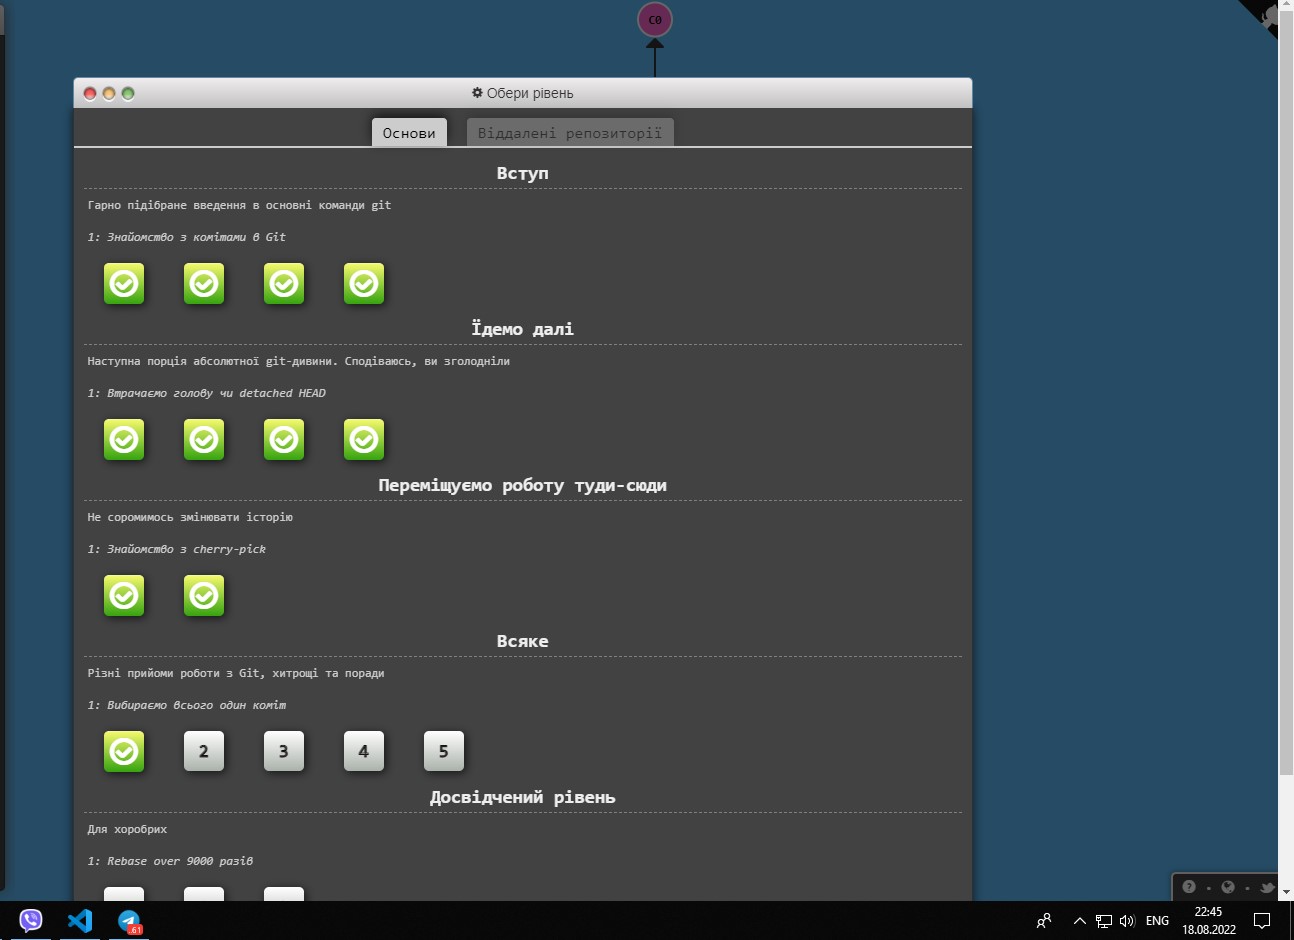 C0
Обери рівень
Основи
Віддалені репозиторії
Вступ
Гарно підібране введення в основні команди git
1: Знайомство з комітами в Git
Їдемо далі
Наступна порція абсолютної git-дивини. Сподіваюсь, ви зголодніли
1: Втрачаємо голову чи detached HEAD
Переміщуємо роботу туди-сюди
Не соромимось змінювати історію
1: Знайомство з cherry-pick
Всяке
Різні прийоми роботи з Git, хитрощі та поради
1: Вибираємо всього один коміт
2 3 4 5
Досвідчений рівень
Для хоробрих
1: Rebase over 9000 разів
61
ENG
22:45
18.08.2022